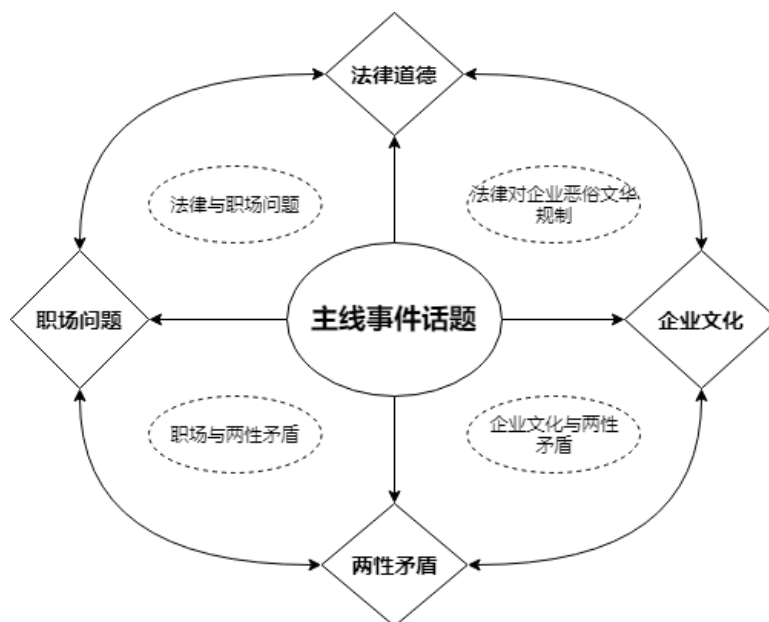 法律道德
法律与职场问题
法律对企业恶俗文华
规制
职场问题
主线事件话题
企业文化
职场与两性矛盾
企业文化与两性
矛盾
两性矛盾